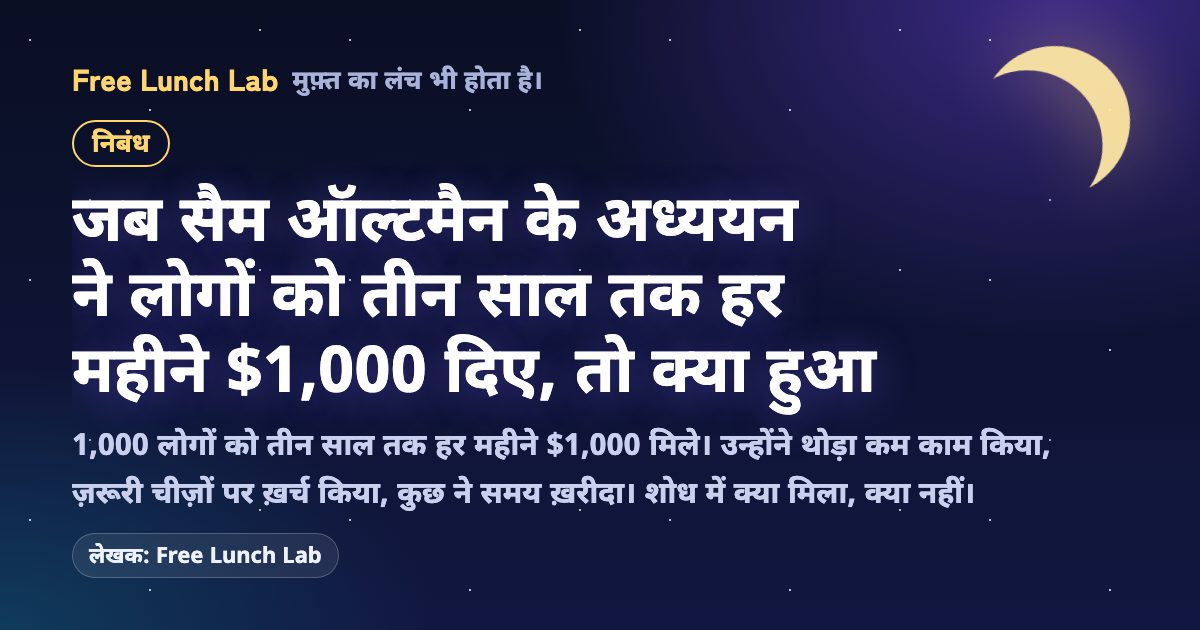 Free Lunch Lab मुफ़्त का लंच भी होता है।
निबंध
जब सैम ऑल्टमैन के अध्ययन
ने लोगों को तीन साल तक हर
महीने $1,000 दिए, तो क्या हुआ
1,000 लोगों को तीन साल तक हर महीने $1,000 मिले। उन्होंने थोड़ा कम काम किया,
ज़रूरी चीज़ों पर ख़र्च किया, कुछ ने समय ख़रीदा। शोध में क्या मिला, क्या नहीं।
लेखक: Free Lunch Lab